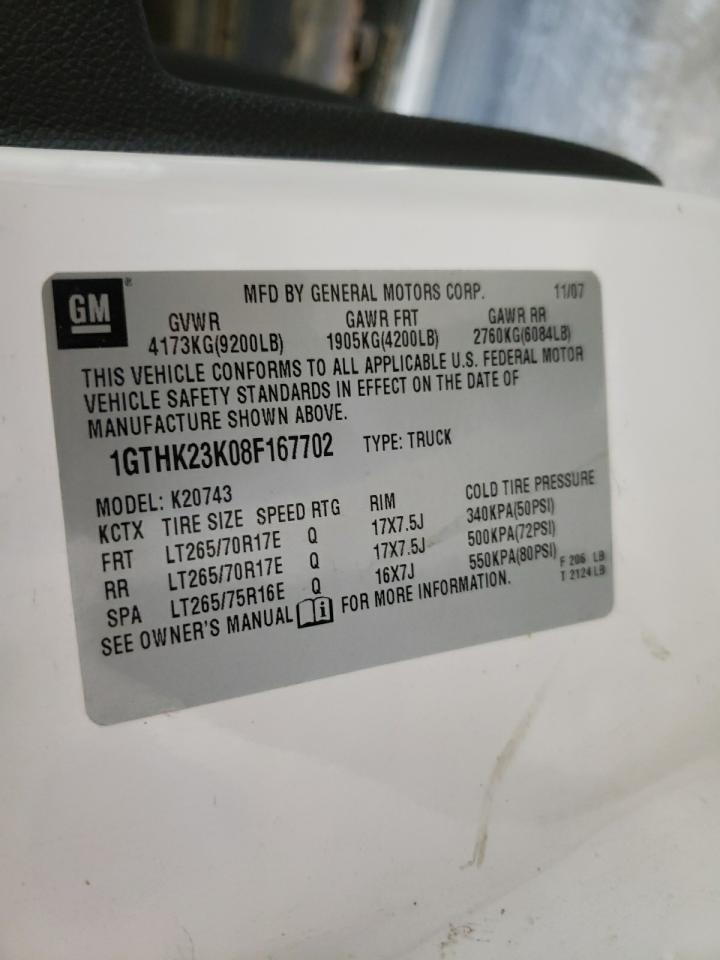 GM®
MFD BY GENERAL MOTORS CORP. 11/07
GVWR GAWR FRT GAWR RR
4173KG(9200LB) 1905KG(4200LB) 2760KG(6084LB)
THIS VEHICLE CONFORMS TO ALL APPLICABLE U.S. FEDERAL MOTOR
VEHICLE SAFETY STANDARDS IN EFFECT ON THE DATE OF
MANUFACTURE SHOWN ABOVE.
1GTHK23K08F167702 TYPE: TRUCK
MODEL: K20743
KCTX TIRE SIZE SPEED RTG RIM COLD TIRE PRESSURE
FRT LT265/70R17E Q 17X7.5J 340KPA(50PSI)
RR LT265/70R17E Q 17X7.5J 500KPA(72PSI)
SPA LT265/75R16E Q 16X7J 550KPA(80PSI)
F 206 LB
T 2124 LB
SEE OWNER'S MANUAL i FOR MORE INFORMATION.